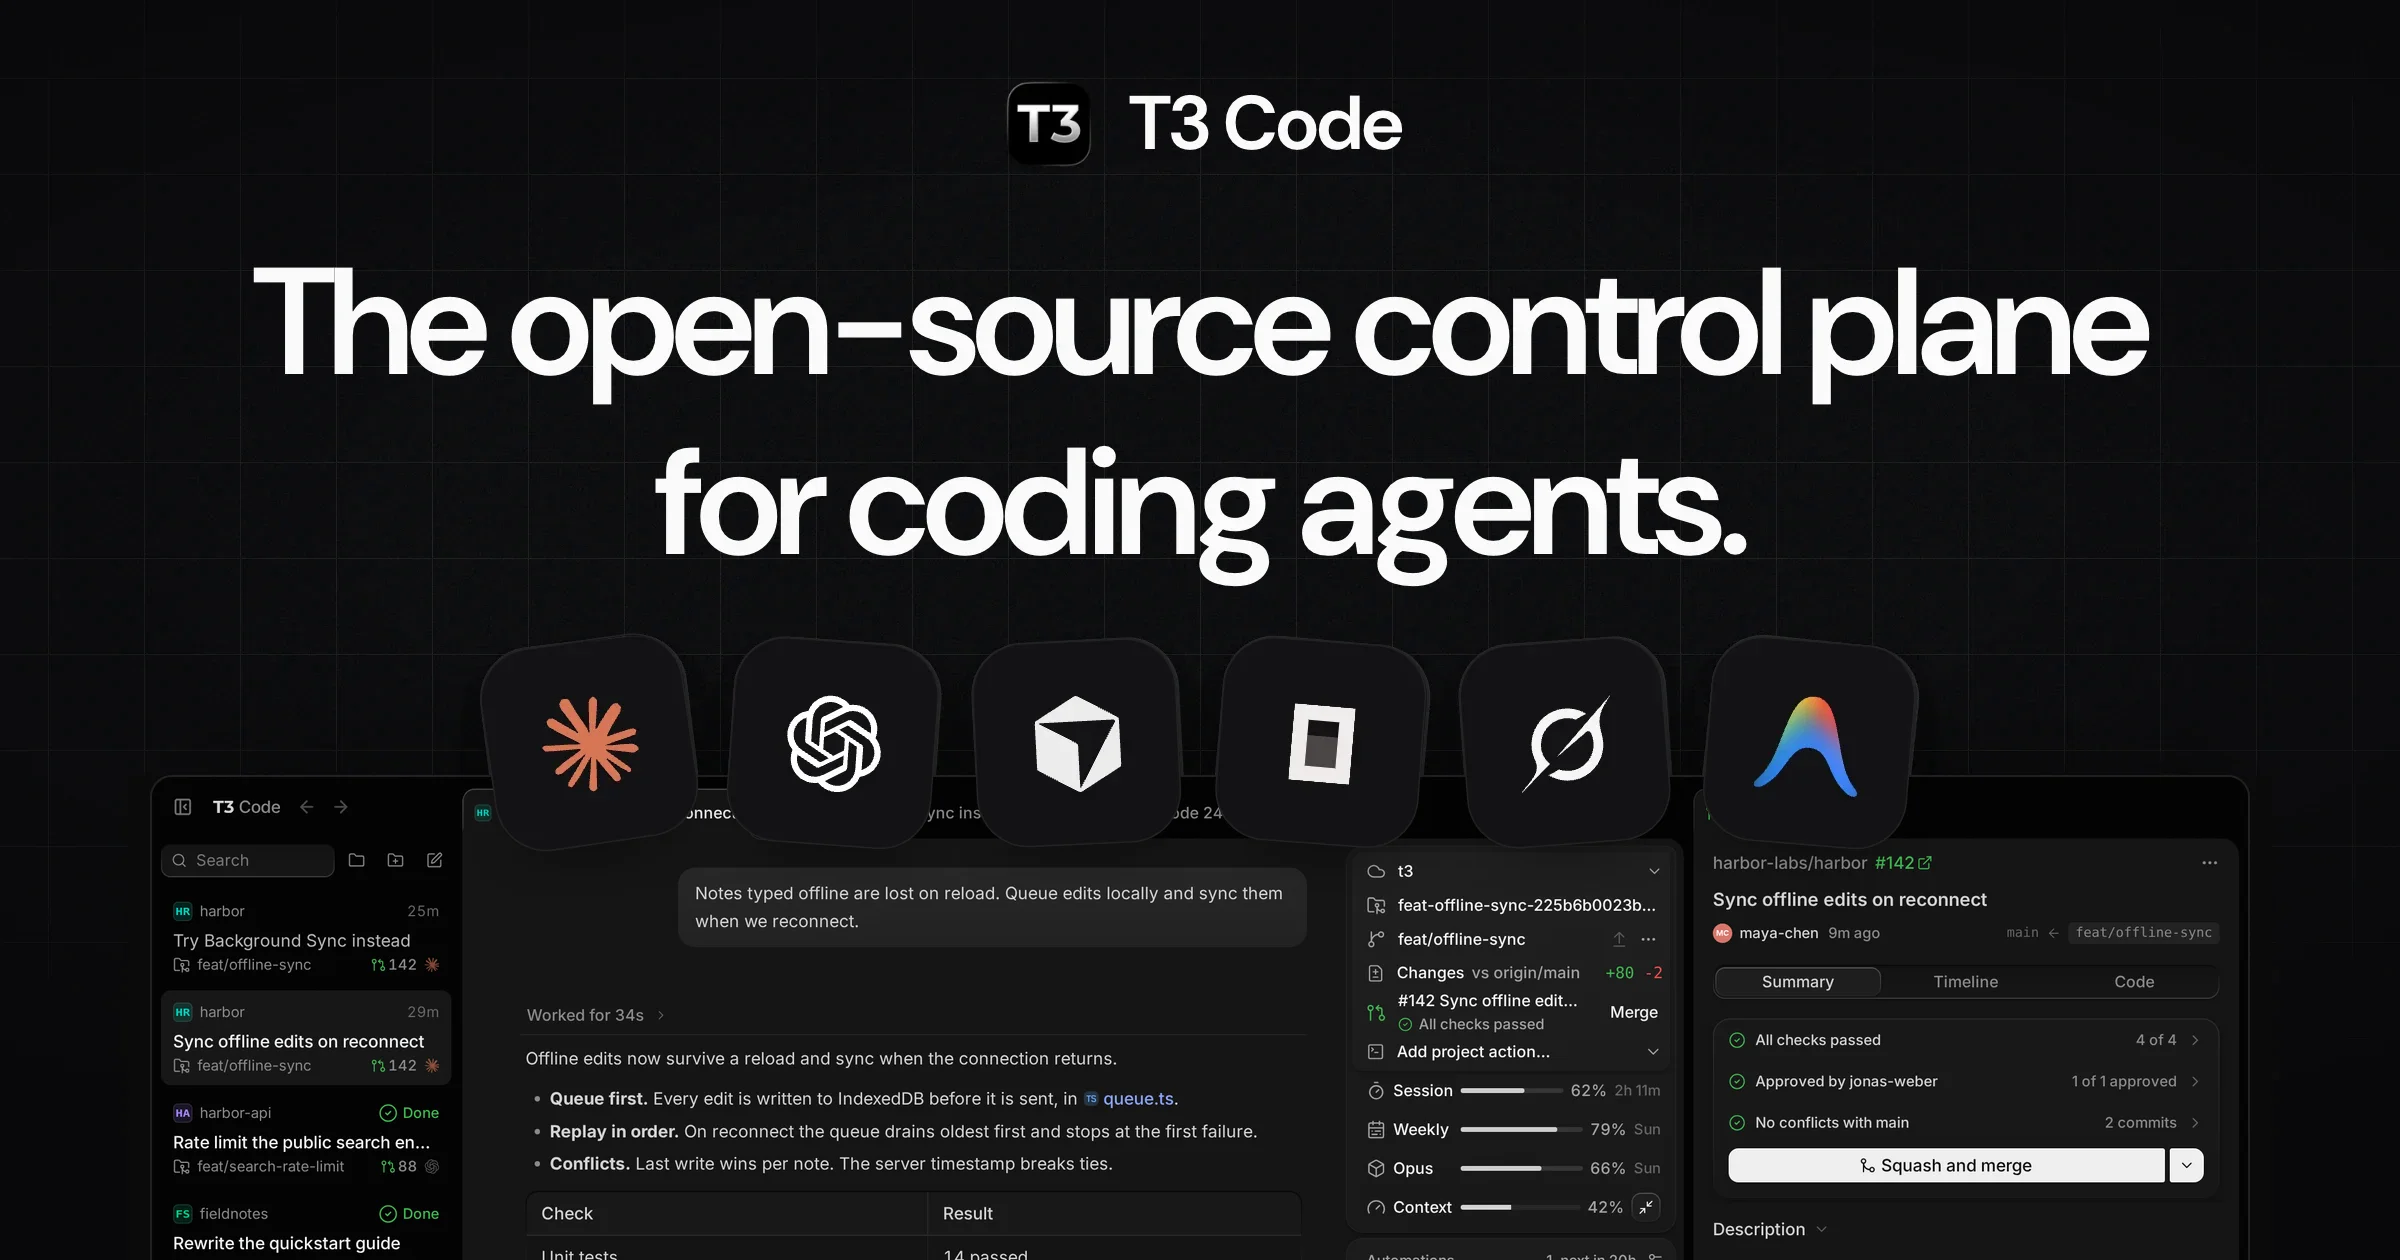 T3
T3 Code
The open-source control plane
for coding agents.
T3 Code
Search
HR harbor 25m
Try Background Sync instead
feat/offline-sync 142
HR harbor 29m
Sync offline edits on reconnect
feat/offline-sync 142
HA harbor-api Done
Rate limit the public search en...
feat/search-rate-limit 88
FS fieldnotes Done
Rewrite the quickstart guide
HR
Notes typed offline are lost on reload. Queue edits locally and sync them
when we reconnect.
Worked for 34s
Offline edits now survive a reload and sync when the connection returns.
• Queue first. Every edit is written to IndexedDB before it is sent, in TS queue.ts.
• Replay in order. On reconnect the queue drains oldest first and stops at the first failure.
• Conflicts. Last write wins per note. The server timestamp breaks ties.
Check Result
Unit tests 14 passed
t3
feat-offline-sync-225b6b0023b...
feat/offline-sync
Changes vs origin/main +80 -2
#142 Sync offline edit... Merge
All checks passed
Add project action...
Session 62% 2h 11m
Weekly 79% Sun
Opus 66% Sun
Context 42%
Automations 1 next in 20h
harbor-labs/harbor #142
Sync offline edits on reconnect
MC maya-chen 9m ago main ← feat/offline-sync
Summary Timeline Code
All checks passed 4 of 4
Approved by jonas-weber 1 of 1 approved
No conflicts with main 2 commits
Squash and merge
Description